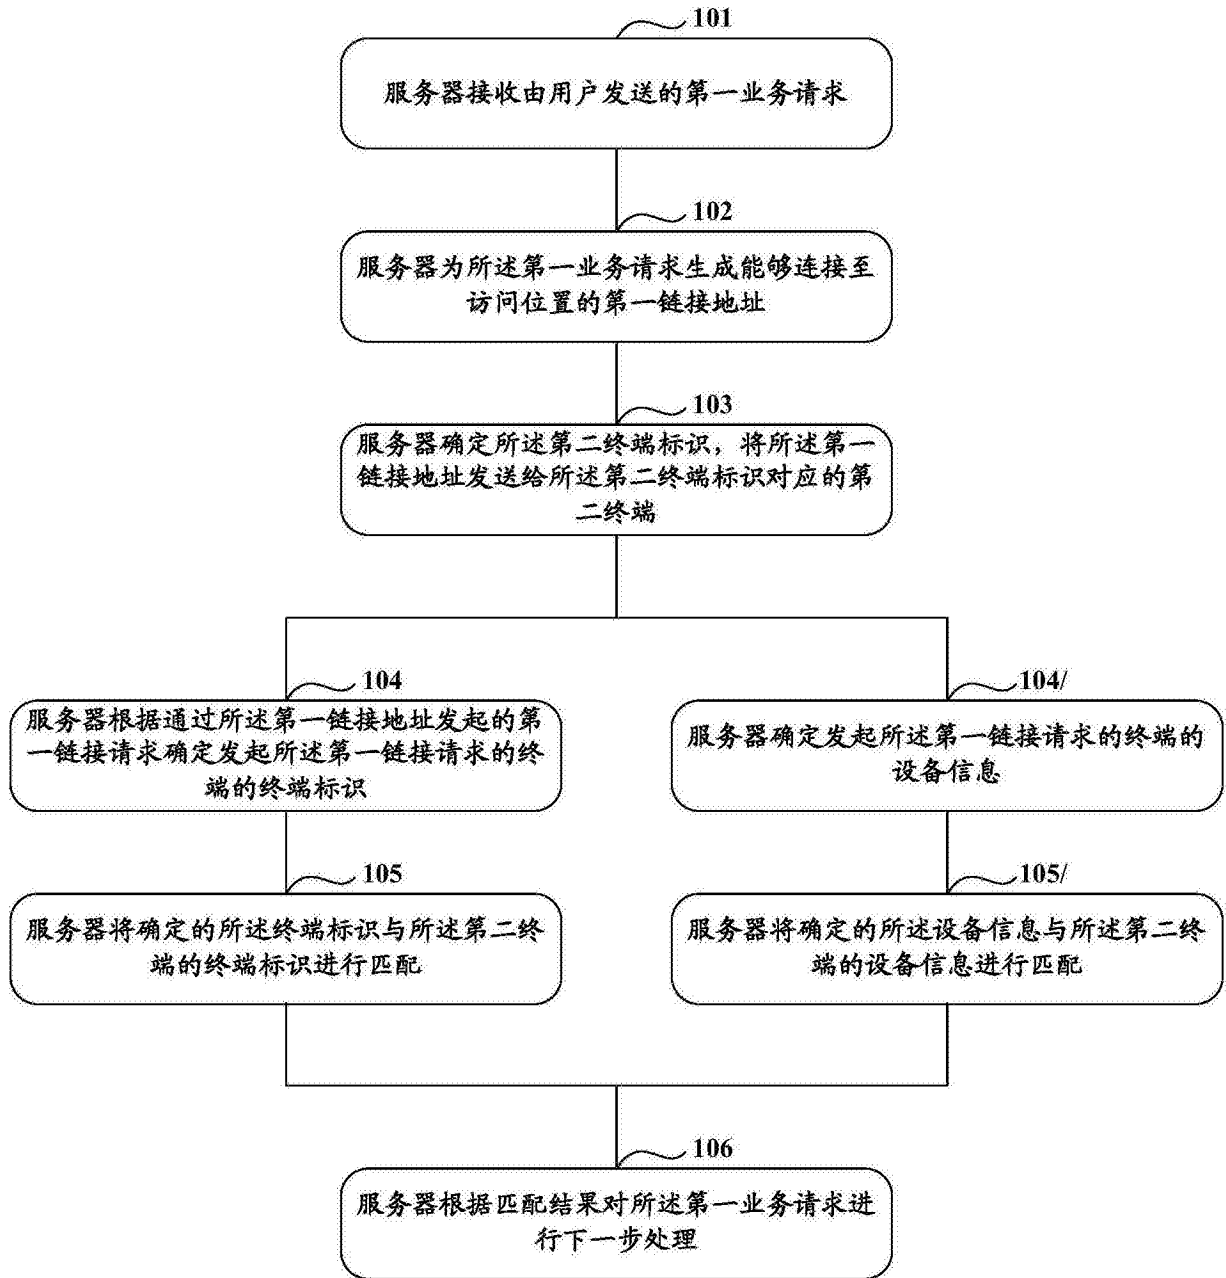 101
服务器接收由用户发送的第一业务请求
102
服务器为所述第一业务请求生成能够连接至
访问位置的第一链接地址
103
服务器确定所述第二终端标识，将所述第一
链接地址发送给所述第二终端标识对应的第
二终端
104
服务器根据通过所述第一链接地址发起的第
一链接请求确定发起所述第一链接请求的终
端的终端标识
104/
服务器确定发起所述第一链接请求的终端的
设备信息
105
服务器将确定的所述终端标识与所述第二终
端的终端标识进行匹配
105/
服务器将确定的所述设备信息与所述第二终
端的设备信息进行匹配
106
服务器根据匹配结果对所述第一业务请求进
行下一步处理